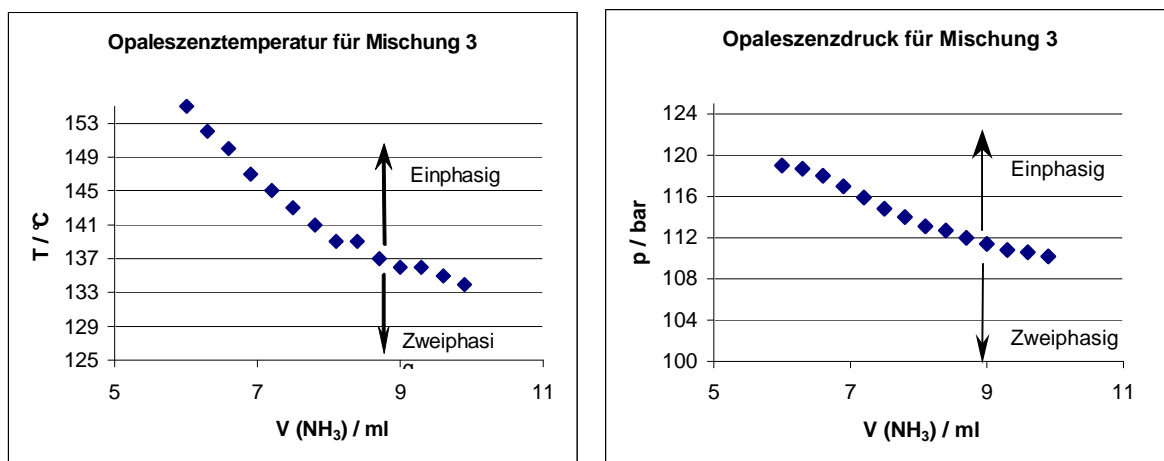 Opaleszenztemperatur für Mischung 3
153
149
145
141
137
133
129
125
T / °C
Einphasig
Zweiphasi
g
5
7
9
11
V (NH₃) / ml
Opaleszenzdruck für Mischung 3
124
120
116
112
108
104
100
p / bar
Einphasig
Zweiphasig
5
7
9
11
V (NH₃) / ml